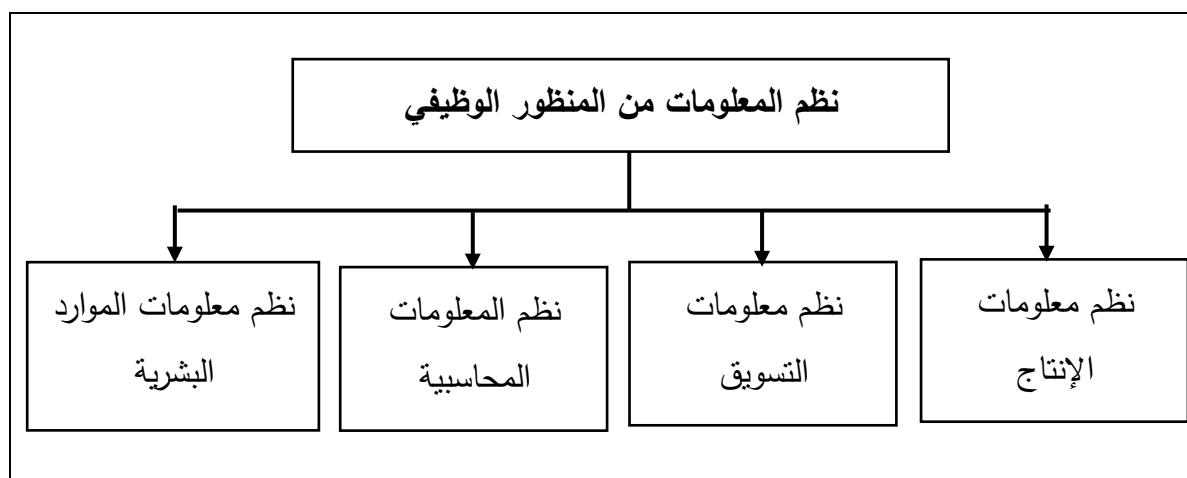 نظم المعلومات من المنظور الوظيفي
نظم معلومات
الإنتاج
نظم معلومات
التسويق
نظم المعلومات
المحاسبية
نظم معلومات الموارد
البشرية